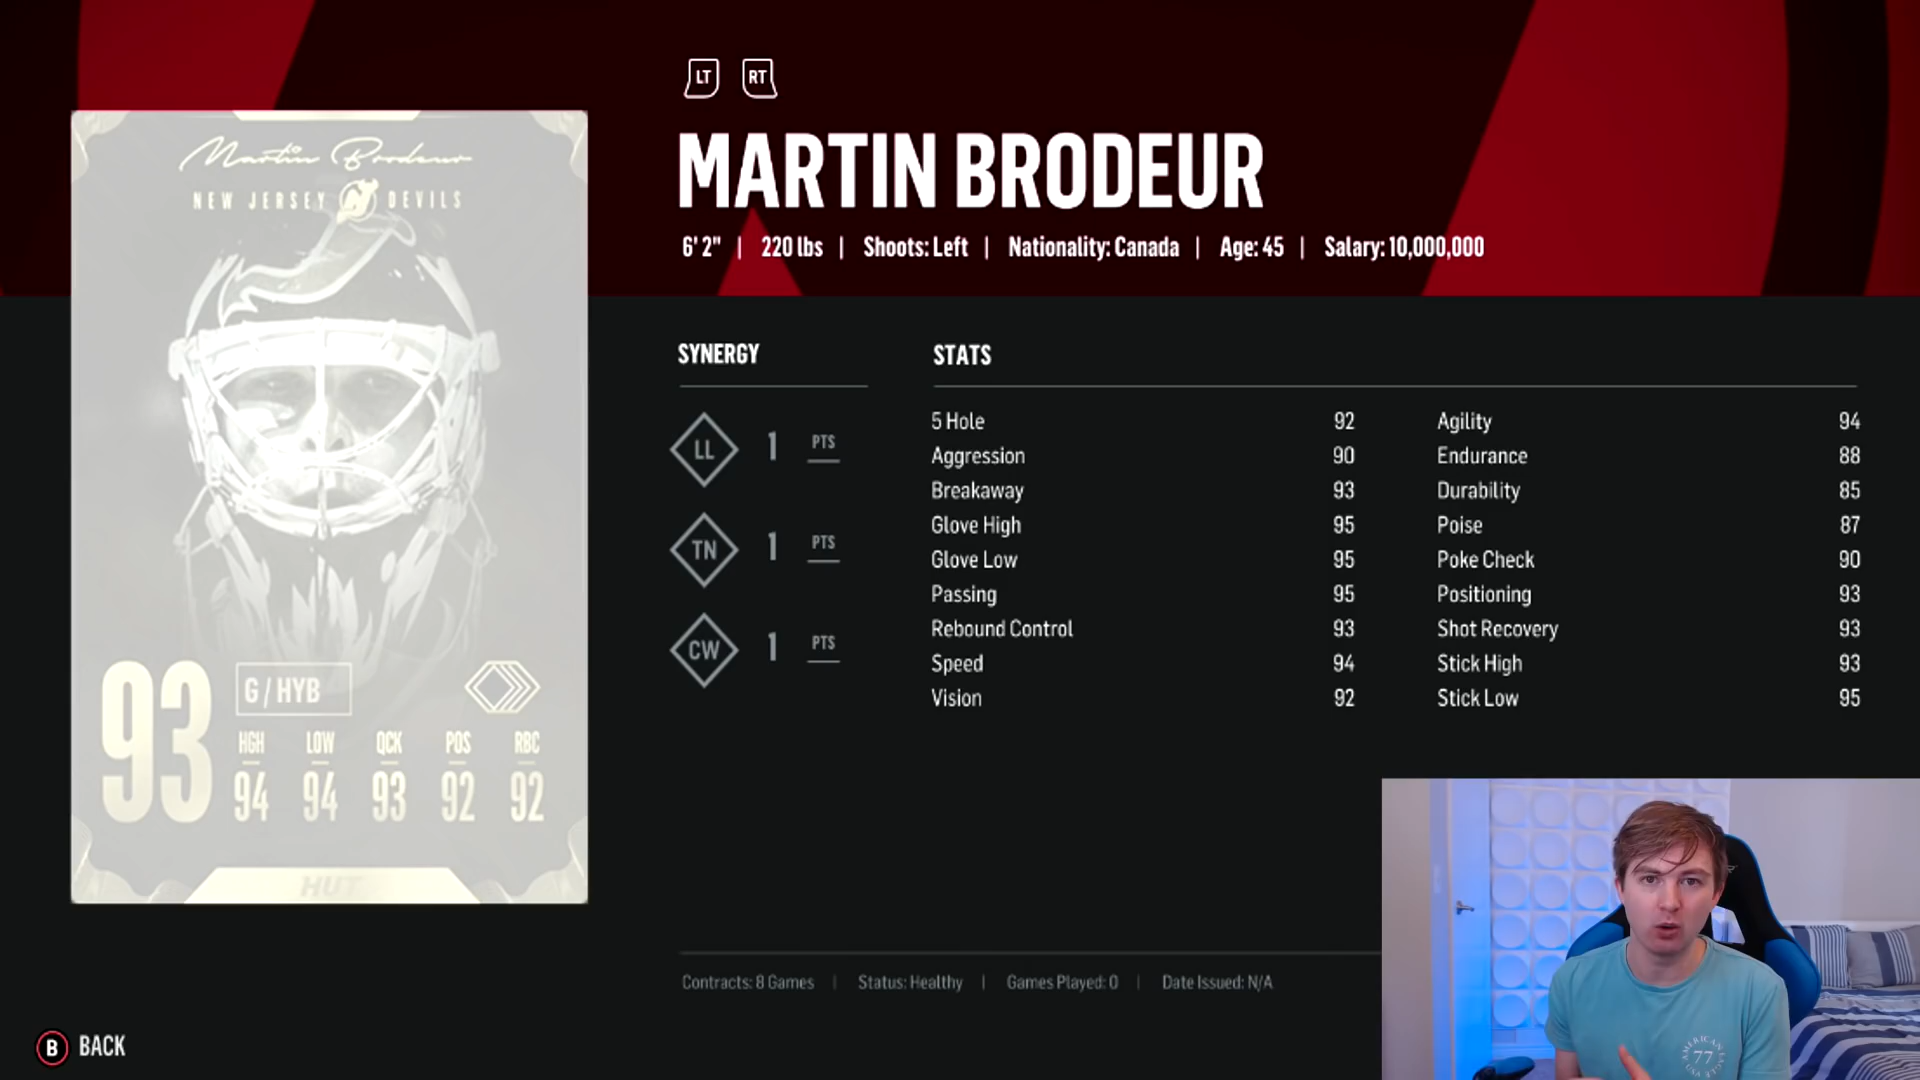 LT RT
MARTIN BRODEUR
6' 2" | 220 lbs | Shoots: Left | Nationality: Canada | Age: 45 | Salary: 10,000,000
Martin Brodeur
NEW JERSEY DEVILS
93
G / HYB
HGH LOW QCK POS RBC
94 94 93 92 92
HUT
SYNERGY
LL 1 PTS
TN 1 PTS
CW 1 PTS
STATS
5 Hole 92
Aggression 90
Breakaway 93
Glove High 95
Glove Low 95
Passing 95
Rebound Control 93
Speed 94
Vision 92
Agility 94
Endurance 88
Durability 85
Poise 87
Poke Check 90
Positioning 93
Shot Recovery 93
Stick High 93
Stick Low 95
Contracts: 8 Games | Status: Healthy | Games Played: 0 | Date Issued: N/A
B BACK
77